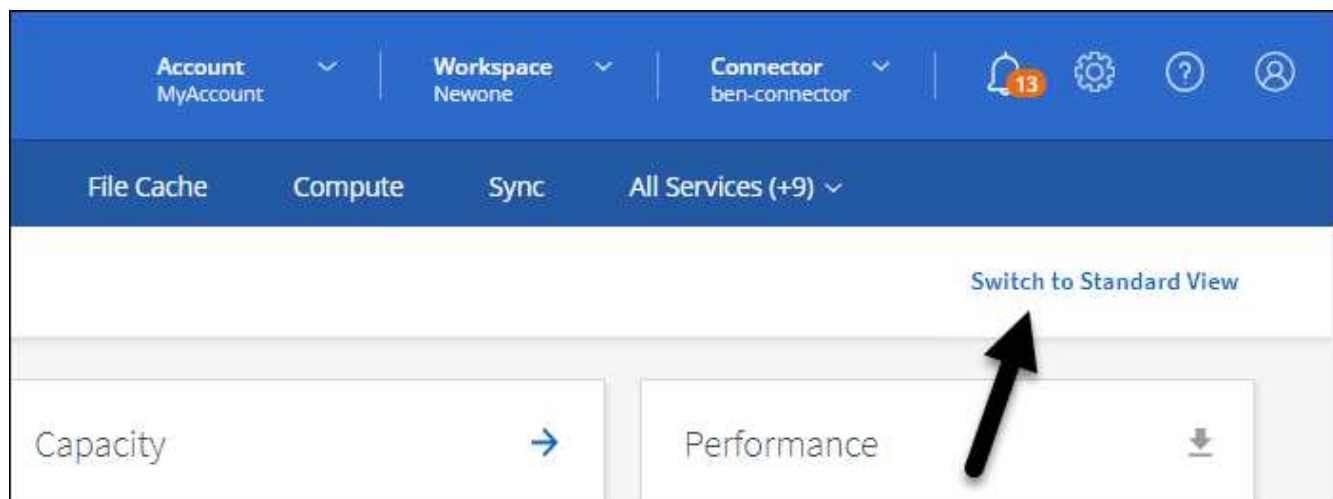 Account
MyAccount
Workspace
Newone
Connector
ben-connector
13
?
File Cache
Compute
Sync
All Services (+9)
Switch to Standard View
Capacity
Performance